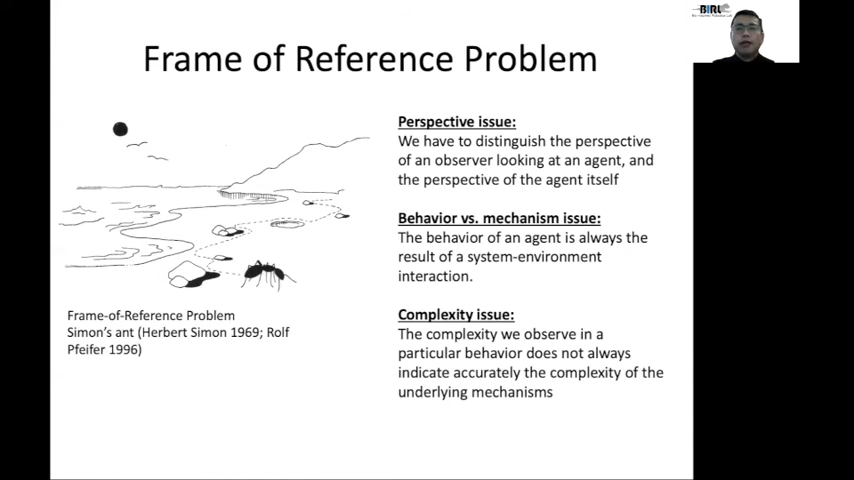 BIRL
Frame of Reference Problem
Perspective issue:
We have to distinguish the perspective
of an observer looking at an agent, and
the perspective of the agent itself
Behavior vs. mechanism issue:
The behavior of an agent is always the
result of a system-environment
interaction.
Complexity issue:
The complexity we observe in a
particular behavior does not always
indicate accurately the complexity of the
underlying mechanisms
Frame-of-Reference Problem
Simon's ant (Herbert Simon 1969; Rolf
Pfeifer 1996)